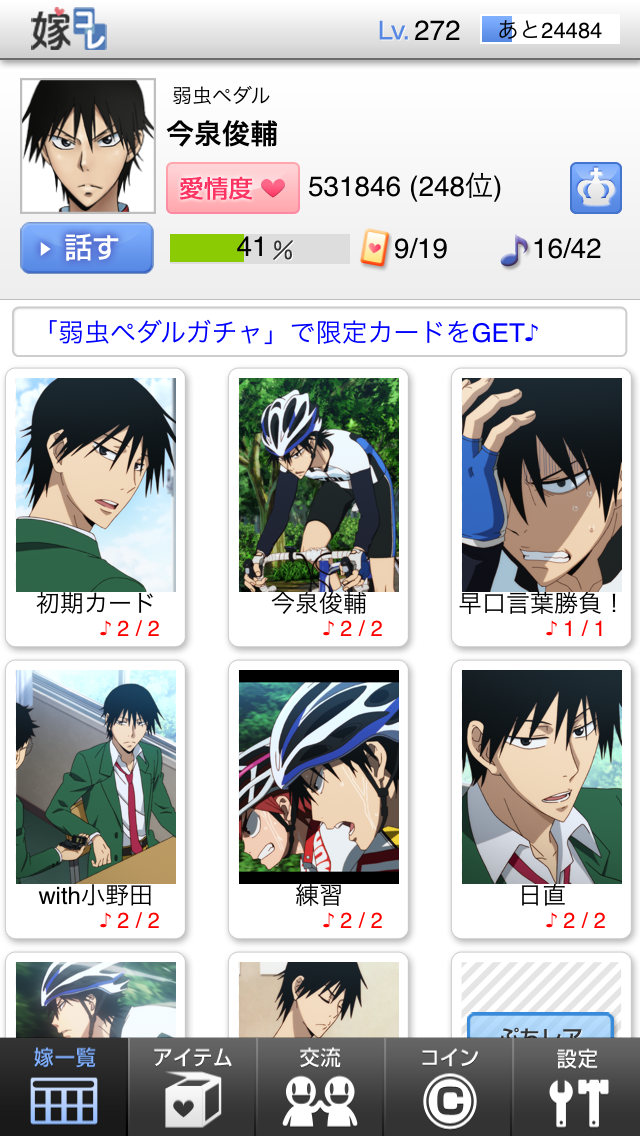 嫁コレ
Lv. 272 あと24484
弱虫ペダル
今泉俊輔
愛情度 531846 (248位)
話す 41 % 9/19 16/42
「弱虫ペダルガチャ」で限定カードをGET♪
初期カード 今泉俊輔 早口言葉勝負！
♪2 / 2 ♪2 / 2 ♪1 / 1
with小野田 練習 日直
♪2 / 2 ♪2 / 2 ♪2 / 2
ぷちレア
嫁一覧 アイテム 交流 コイン 設定